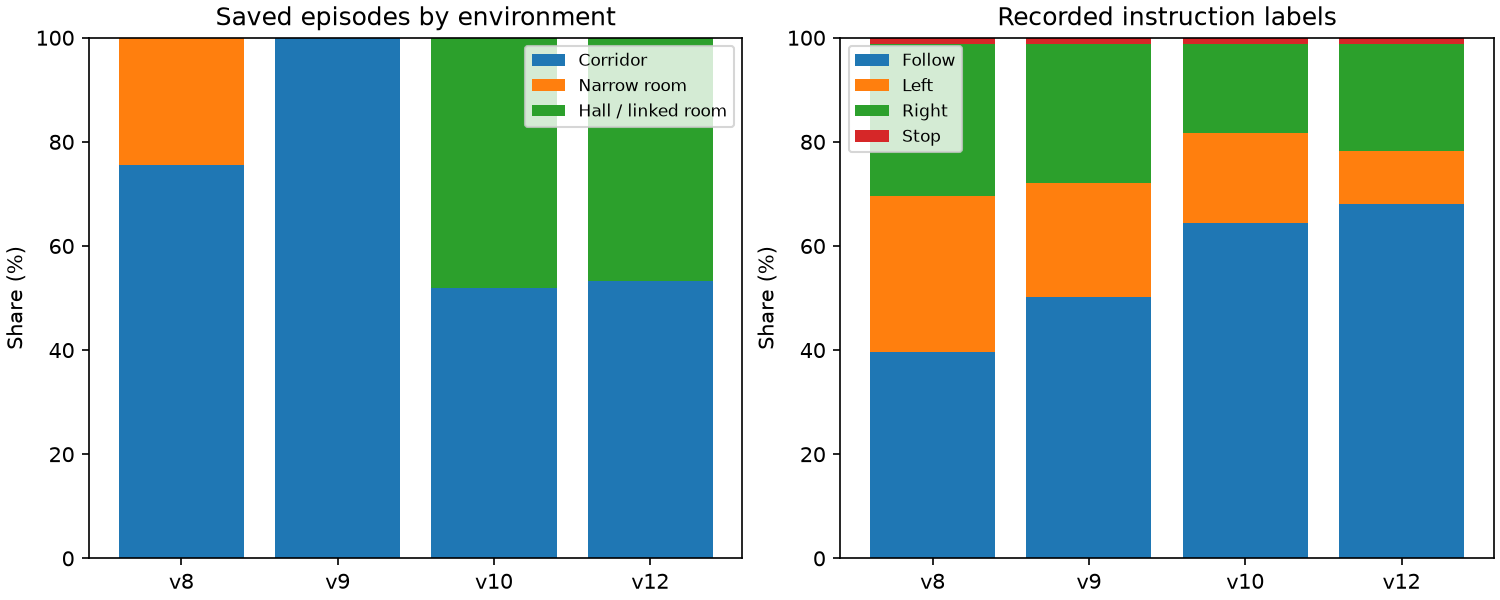 Saved episodes by environment
Share (%)
100
80
60
40
20
0
Corridor
Narrow room
Hall / linked room
v8
v9
v10
v12
Recorded instruction labels
Share (%)
100
80
60
40
20
0
Follow
Left
Right
Stop
v8
v9
v10
v12